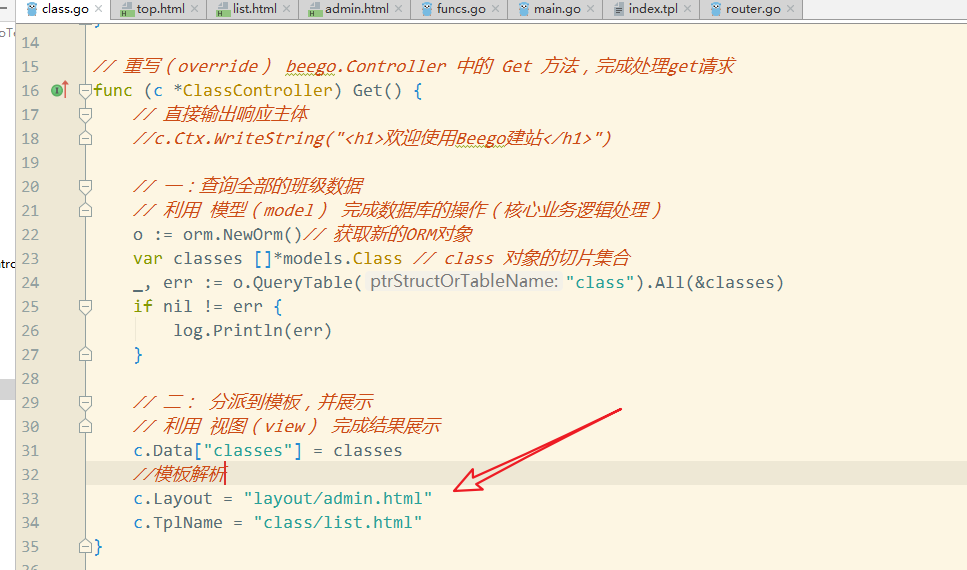 class.go top.html list.html admin.html funcs.go main.go index.tpl router.go
14
15 // 重写（override） beego.Controller 中的 Get 方法，完成处理get请求
16 func (c *ClassController) Get() {
17 // 直接输出响应主体
18 //c.Ctx.WriteString("<h1>欢迎使用Beego建站</h1>")
19
20 // 一：查询全部的班级数据
21 // 利用 模型（model） 完成数据库的操作（核心业务逻辑处理）
22 o := orm.NewOrm()// 获取新的ORM对象
23 var classes []*models.Class // class 对象的切片集合
24 _, err := o.QueryTable( ptrStructOrTableName: "class").All(&classes)
25 if nil != err {
26 log.Println(err)
27 }
28
29 // 二： 分派到模板，并展示
30 // 利用 视图（view） 完成结果展示
31 c.Data["classes"] = classes
32 //模板解析
33 c.Layout = "layout/admin.html"
34 c.TplName = "class/list.html"
35 }